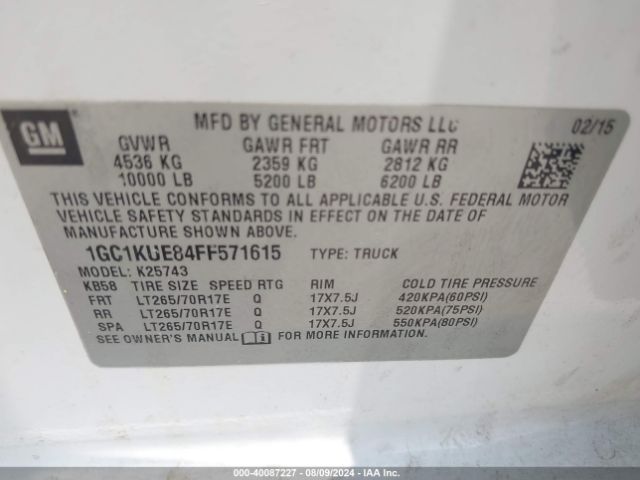 GM
MFD BY GENERAL MOTORS LLC
02/15
GVWR GAWR FRT GAWR RR
4536 KG 2359 KG 2812 KG
10000 LB 5200 LB 6200 LB
THIS VEHICLE CONFORMS TO ALL APPLICABLE U.S. FEDERAL MOTOR
VEHICLE SAFETY STANDARDS IN EFFECT ON THE DATE OF
MANUFACTURE SHOWN ABOVE.
1GC1KUE84FF571615 TYPE: TRUCK
MODEL: K25743
KB58 TIRE SIZE SPEED RTG RIM COLD TIRE PRESSURE
FRT LT265/70R17E Q 17X7.5J 420KPA(60PSI)
RR LT265/70R17E Q 17X7.5J 520KPA(75PSI)
SPA LT265/70R17E Q 17X7.5J 550KPA(80PSI)
SEE OWNER'S MANUAL FOR MORE INFORMATION
000-40087227 - 08/09/2024 - IAA Inc.